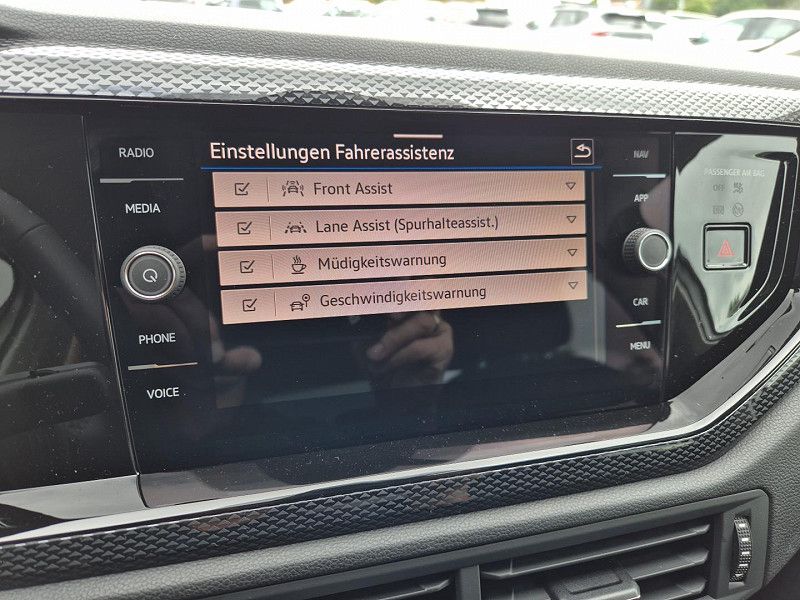 RADIO
MEDIA
PHONE
VOICE
Einstellungen Fahrerassistenz
Front Assist
Lane Assist (Spurhalteassist.)
Müdigkeitswarnung
Geschwindigkeitswarnung
NAV
APP
CAR
MENU
PASSENGER AIR BAG
OFF